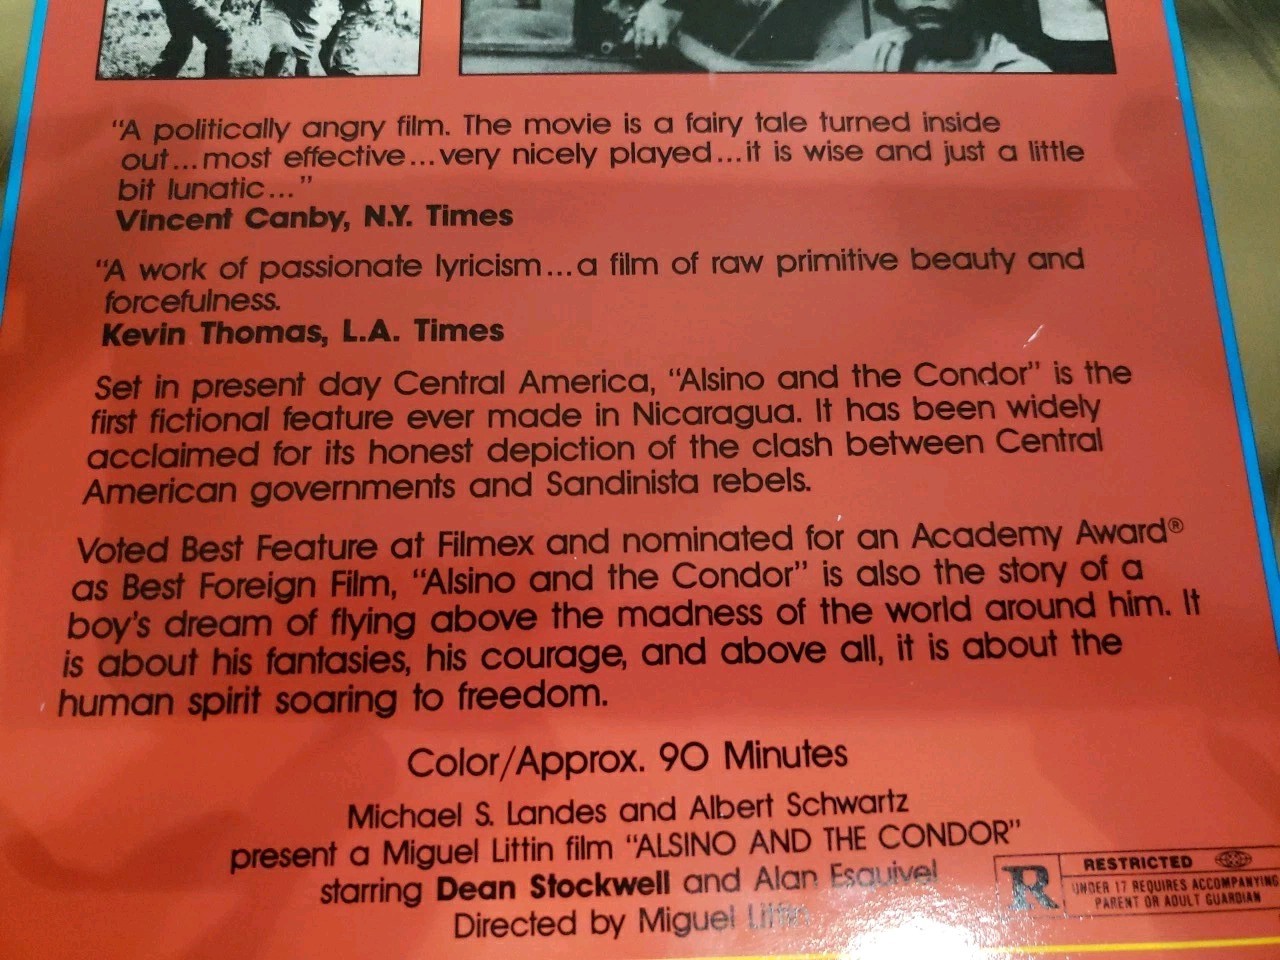 "A politically angry film. The movie is a fairy tale turned inside
out...most effective...very nicely played...it is wise and just a little
bit lunatic..."
Vincent Canby, N.Y. Times
"A work of passionate lyricism...a film of raw primitive beauty and
forcefulness.
Kevin Thomas, L.A. Times
Set in present day Central America, "Alsino and the Condor" is the
first fictional feature ever made in Nicaragua. It has been widely
acclaimed for its honest depiction of the clash between Central
American governments and Sandinista rebels.
Voted Best Feature at Filmex and nominated for an Academy Award®
as Best Foreign Film, "Alsino and the Condor" is also the story of a
boy's dream of flying above the madness of the world around him. It
is about his fantasies, his courage, and above all, it is about the
human spirit soaring to freedom.
Color/Approx. 90 Minutes
Michael S. Landes and Albert Schwartz
present a Miguel Littin film "ALSINO AND THE CONDOR"
starring Dean Stockwell and Alan Esquivel
Directed by Miguel Littin
R RESTRICTED
UNDER 17 REQUIRES ACCOMPANYING
PARENT OR ADULT GUARDIAN